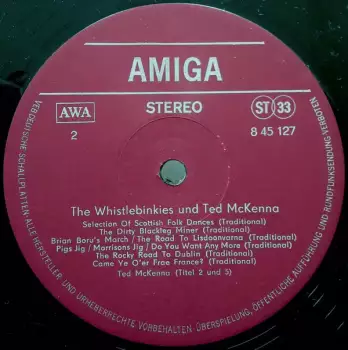 AMIGA
AWA
STEREO
ST 33
2
8 45 127
The Whistlebinkies und Ted McKenna
Selection Of Scottish Folk Dances (Traditional)
The Dirty Blackleg Miner (Traditional)
Brian Boru's March / The Road To Lisdoonvarna (Traditional)
Pigs Jig / Morrisons Jig / Do You Want Any More (Traditional)
The Rocky Road To Dublin (Traditional)
Came Ye O'er Frae France? (Traditional)
Ted McKenna (Titel 2 und 5)
VEB DEUTSCHE SCHALLPLATTEN ALLE HERSTELLER- UND URHEBERRECHTE VORBEHALTEN · ÜBERSPIELUNG, ÖFFENTLICHE AUFFÜHRUNG UND RUNDFUNKSENDUNG VERBOTEN